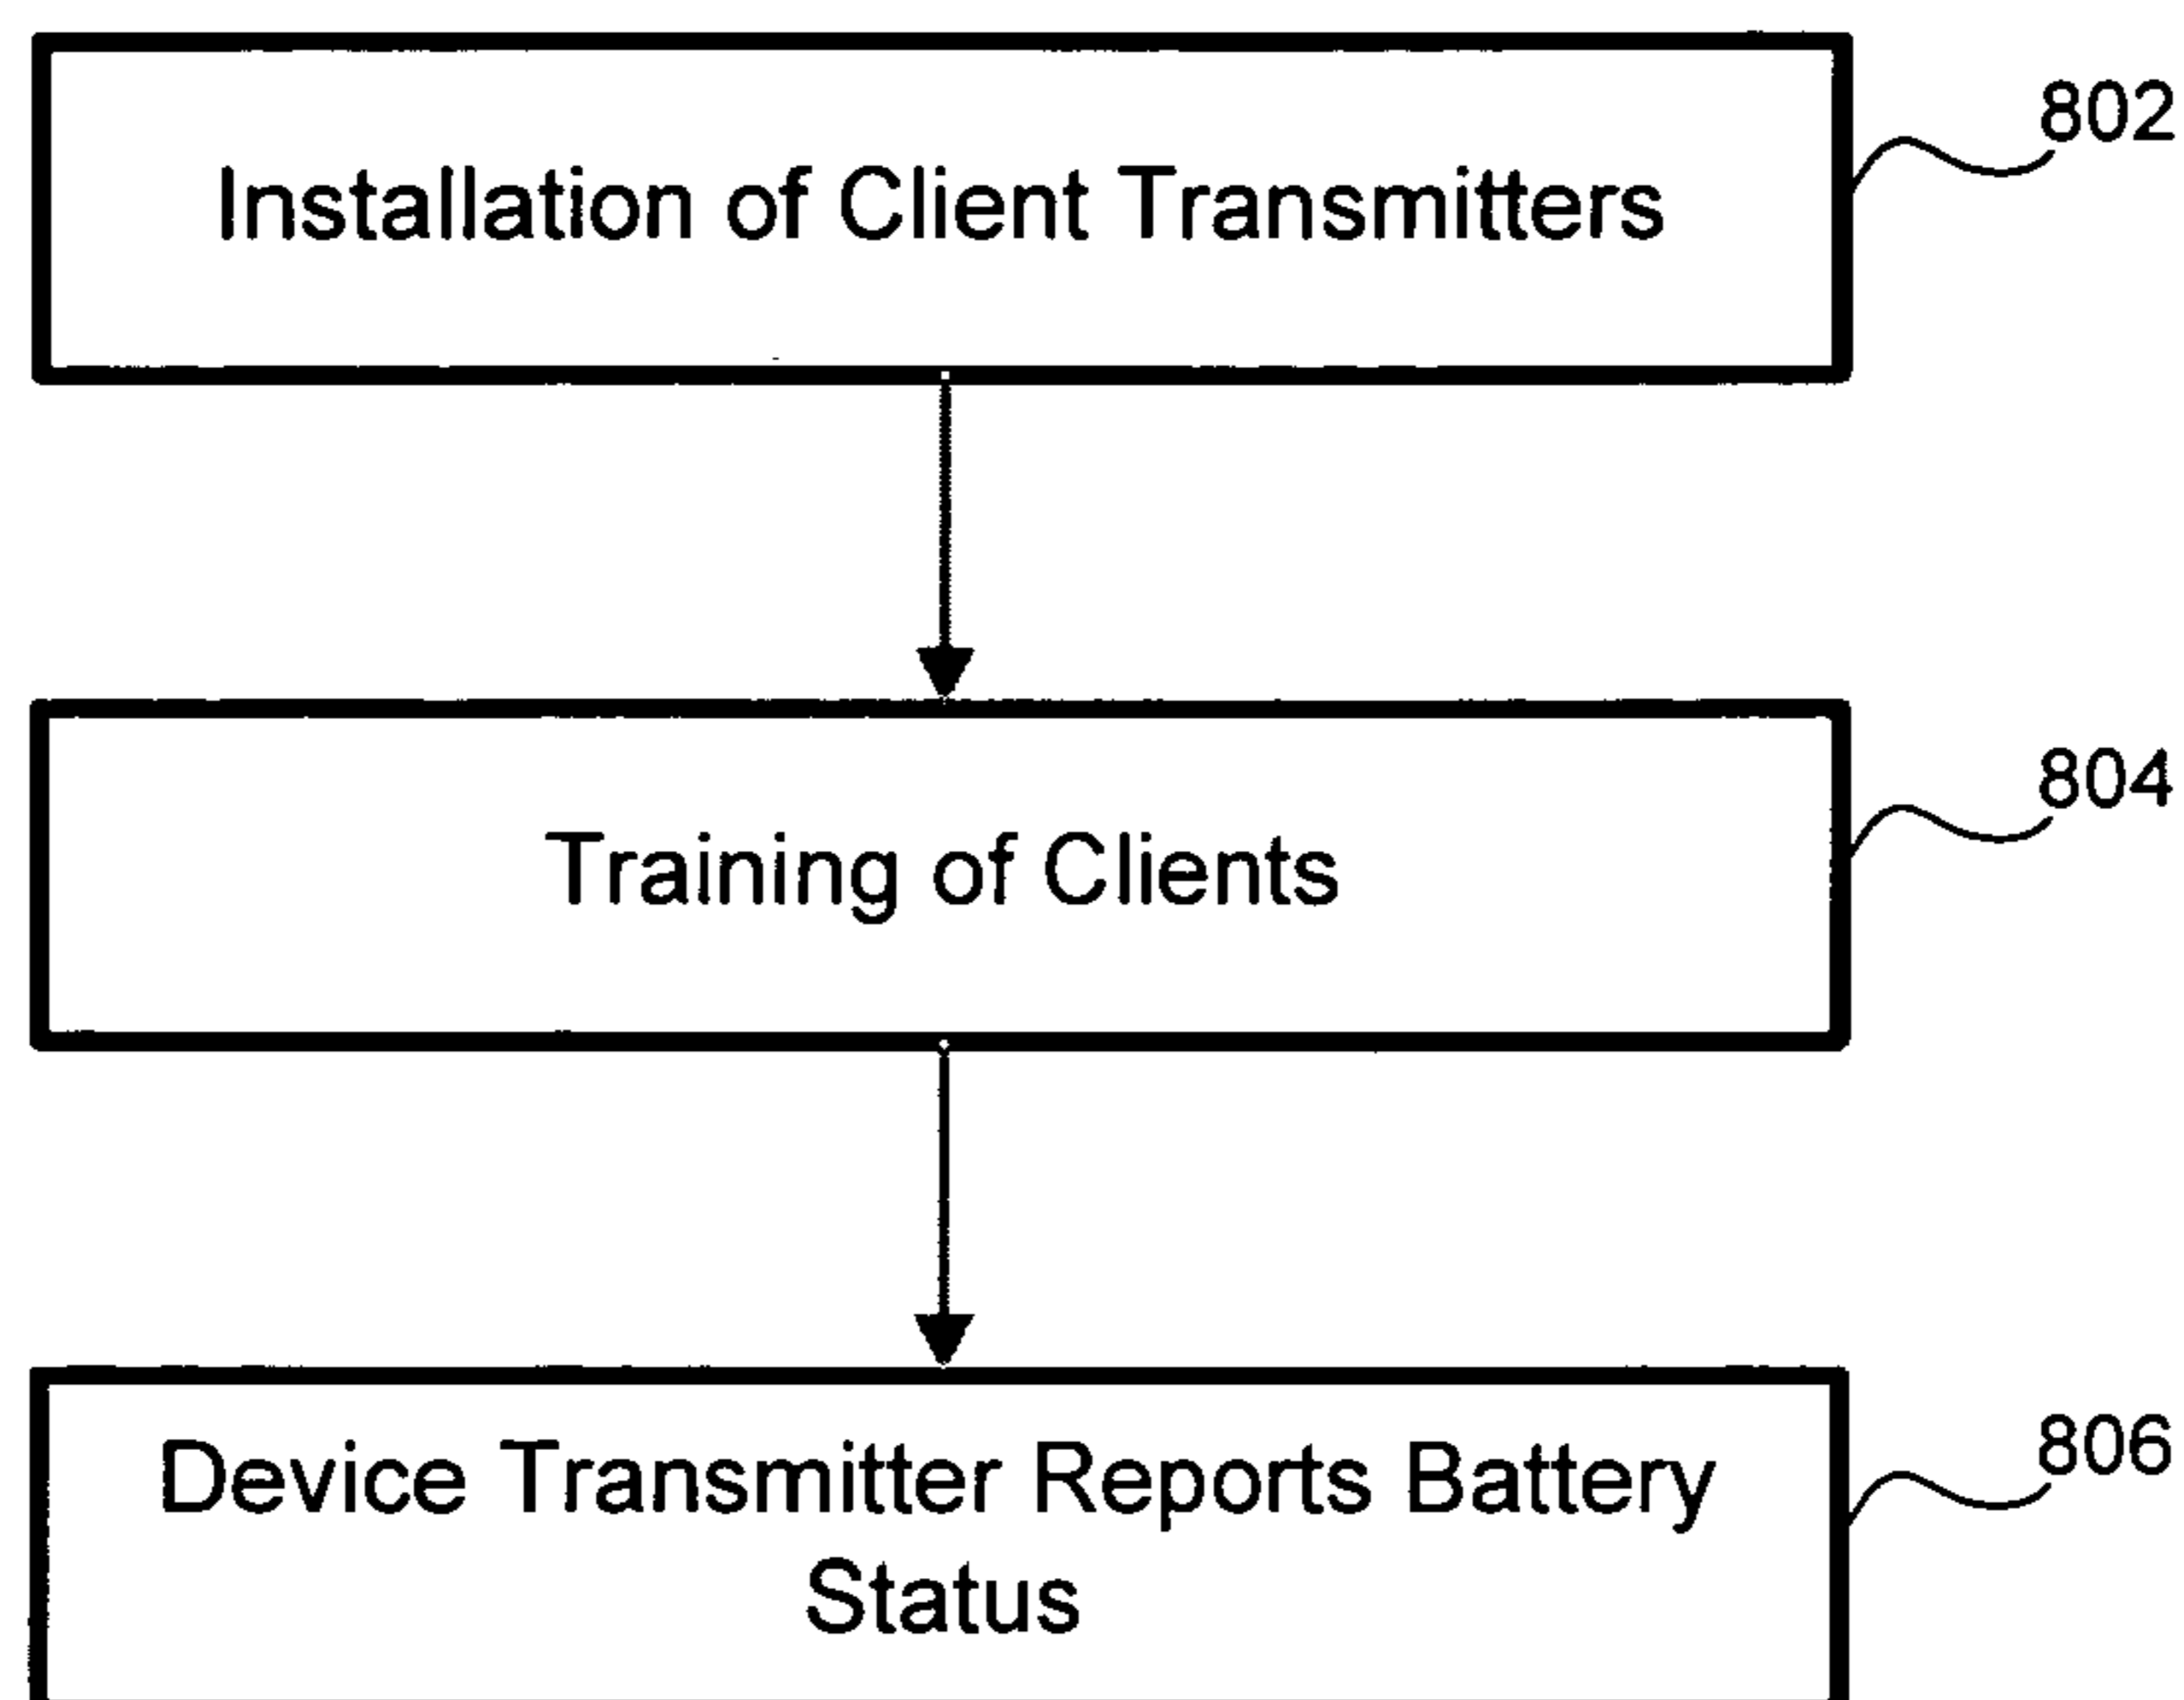 Installation of Client Transmitters
802
Training of Clients
804
Device Transmitter Reports Battery
Status
806